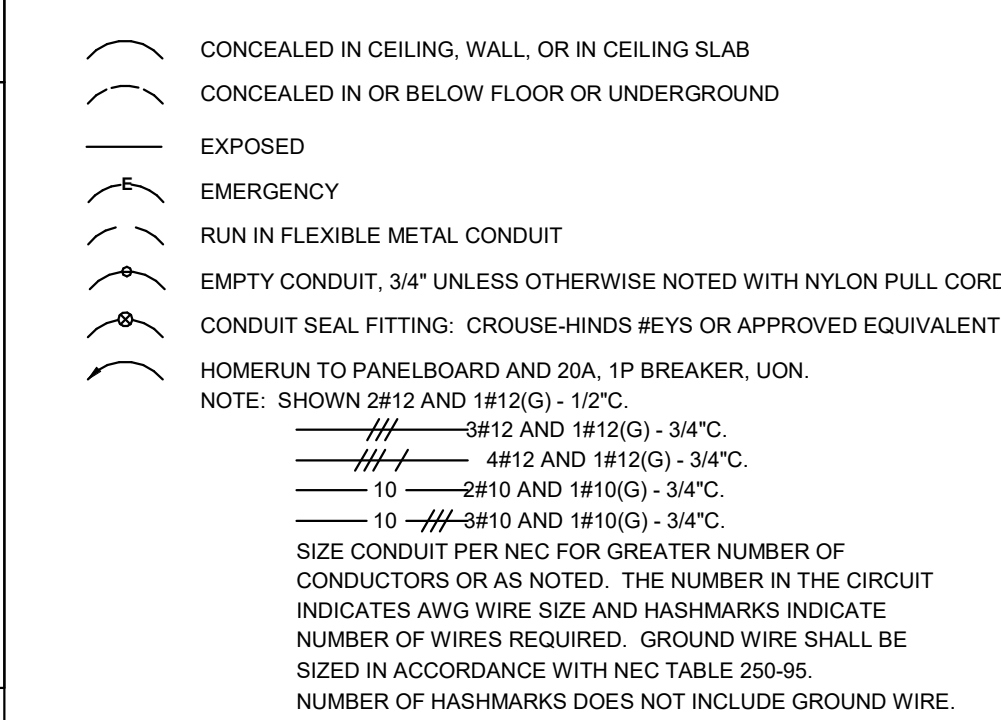 CONCEALED IN CEILING, WALL, OR IN CEILING SLAB
CONCEALED IN OR BELOW FLOOR OR UNDERGROUND
EXPOSED
E EMERGENCY
RUN IN FLEXIBLE METAL CONDUIT
EMPTY CONDUIT, 3/4" UNLESS OTHERWISE NOTED WITH NYLON PULL CORD
CONDUIT SEAL FITTING: CROUSE-HINDS #EYS OR APPROVED EQUIVALENT
HOMERUN TO PANELBOARD AND 20A, 1P BREAKER, UON.
NOTE: SHOWN 2#12 AND 1#12(G) - 1/2"C.
3#12 AND 1#12(G) - 3/4"C.
4#12 AND 1#12(G) - 3/4"C.
10 2#10 AND 1#10(G) - 3/4"C.
10 3#10 AND 1#10(G) - 3/4"C.
SIZE CONDUIT PER NEC FOR GREATER NUMBER OF
CONDUCTORS OR AS NOTED. THE NUMBER IN THE CIRCUIT
INDICATES AWG WIRE SIZE AND HASHMARKS INDICATE
NUMBER OF WIRES REQUIRED. GROUND WIRE SHALL BE
SIZED IN ACCORDANCE WITH NEC TABLE 250-95.
NUMBER OF HASHMARKS DOES NOT INCLUDE GROUND WIRE.